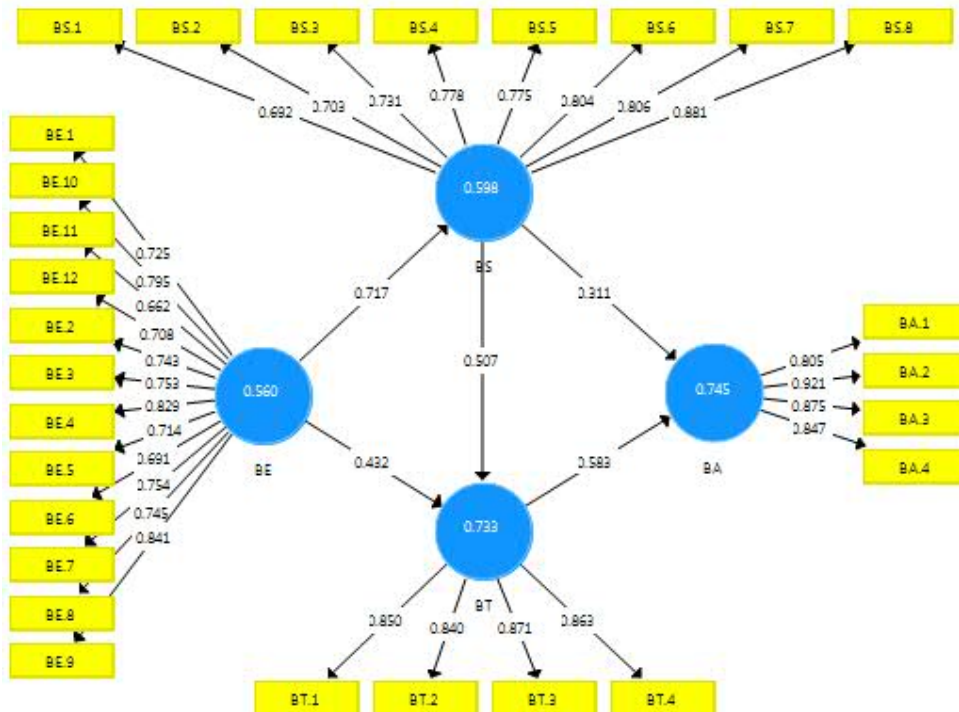 BS.1 BS.2 BS.3 BS.4 BS.5 BS.6 BS.7 BS.8
0.692 0.703 0.731 0.778 0.775 0.804 0.806 0.881
BE.1
BE.10
BE.11
BE.12
BE.2
BE.3
BE.4
BE.5
BE.6
BE.7
BE.8
BE.9
0.725
0.795
0.662
0.708
0.743
0.753
0.829
0.714
0.691
0.754
0.745
0.841
0.598
BS
0.717
0.311
0.507
0.560
BE
0.432
0.583
0.745
BA
0.805
0.921
0.875
0.847
BA.1
BA.2
BA.3
BA.4
0.733
BT
0.850 0.840 0.871 0.863
BT.1 BT.2 BT.3 BT.4